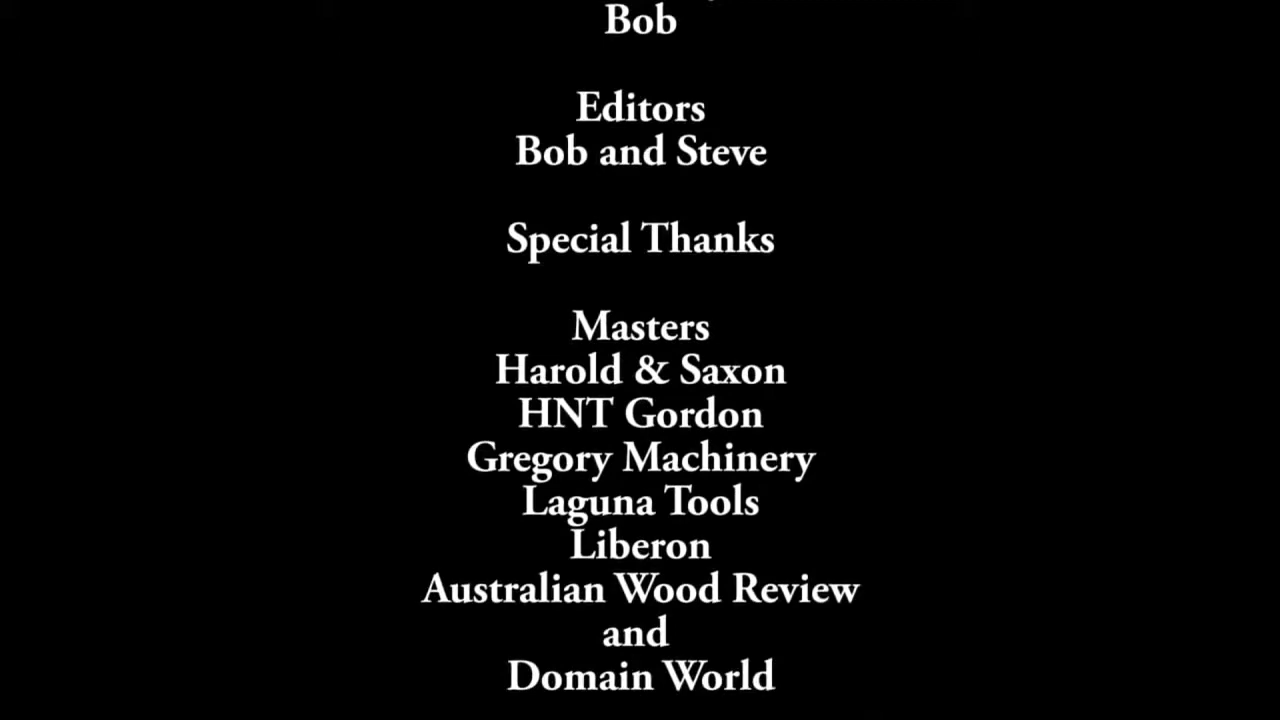 Bob
Editors
Bob and Steve
Special Thanks
Masters
Harold & Saxon
HNT Gordon
Gregory Machinery
Laguna Tools
Liberon
Australian Wood Review
and
Domain World